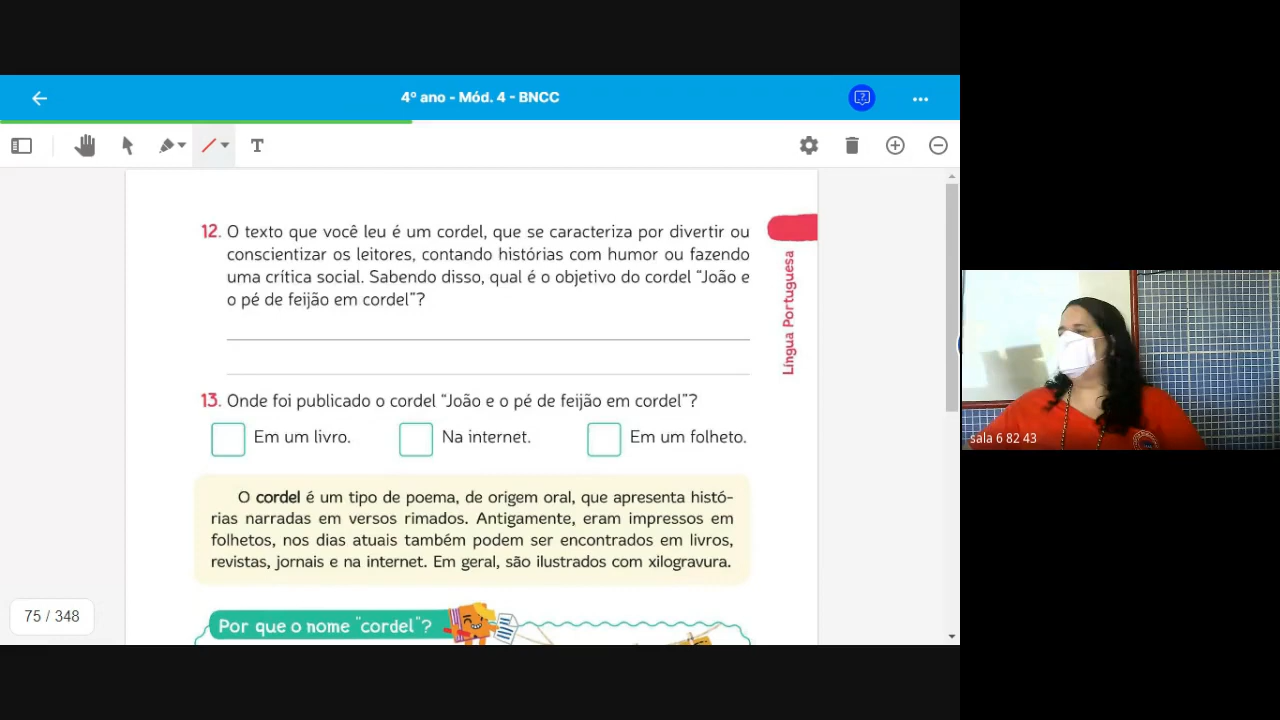 4º ano - Mód. 4 - BNCC
T
12. O texto que você leu é um cordel, que se caracteriza por divertir ou
conscientizar os leitores, contando histórias com humor ou fazendo
uma crítica social. Sabendo disso, qual é o objetivo do cordel “João e
o pé de feijão em cordel”?
Língua Portuguesa
13. Onde foi publicado o cordel “João e o pé de feijão em cordel”?
Em um livro. Na internet. Em um folheto.
O cordel é um tipo de poema, de origem oral, que apresenta histó-
rias narradas em versos rimados. Antigamente, eram impressos em
folhetos, nos dias atuais também podem ser encontrados em livros,
revistas, jornais e na internet. Em geral, são ilustrados com xilogravura.
75 / 348
Por que o nome “cordel”?
sala 6 82 43